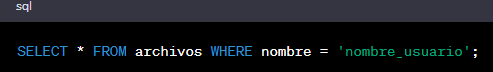 sql
SELECT * FROM archivos WHERE nombre = 'nombre_usuario';